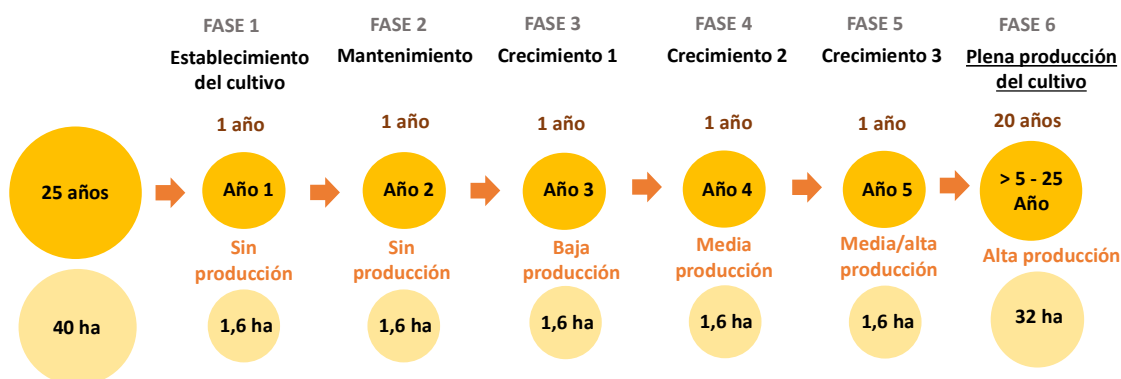 FASE 1
FASE 2
FASE 3
FASE 4
FASE 5
FASE 6
Establecimiento
del cultivo
Mantenimiento
Crecimiento 1
Crecimiento 2
Crecimiento 3
Plena producción
del cultivo
1 año
1 año
1 año
1 año
1 año
20 años
25 años
Año 1
Año 2
Año 3
Año 4
Año 5
> 5 - 25
Año
Sin
producción
Sin
producción
Baja
producción
Media
producción
Media/alta
producción
Alta producción
40 ha
1,6 ha
1,6 ha
1,6 ha
1,6 ha
1,6 ha
32 ha